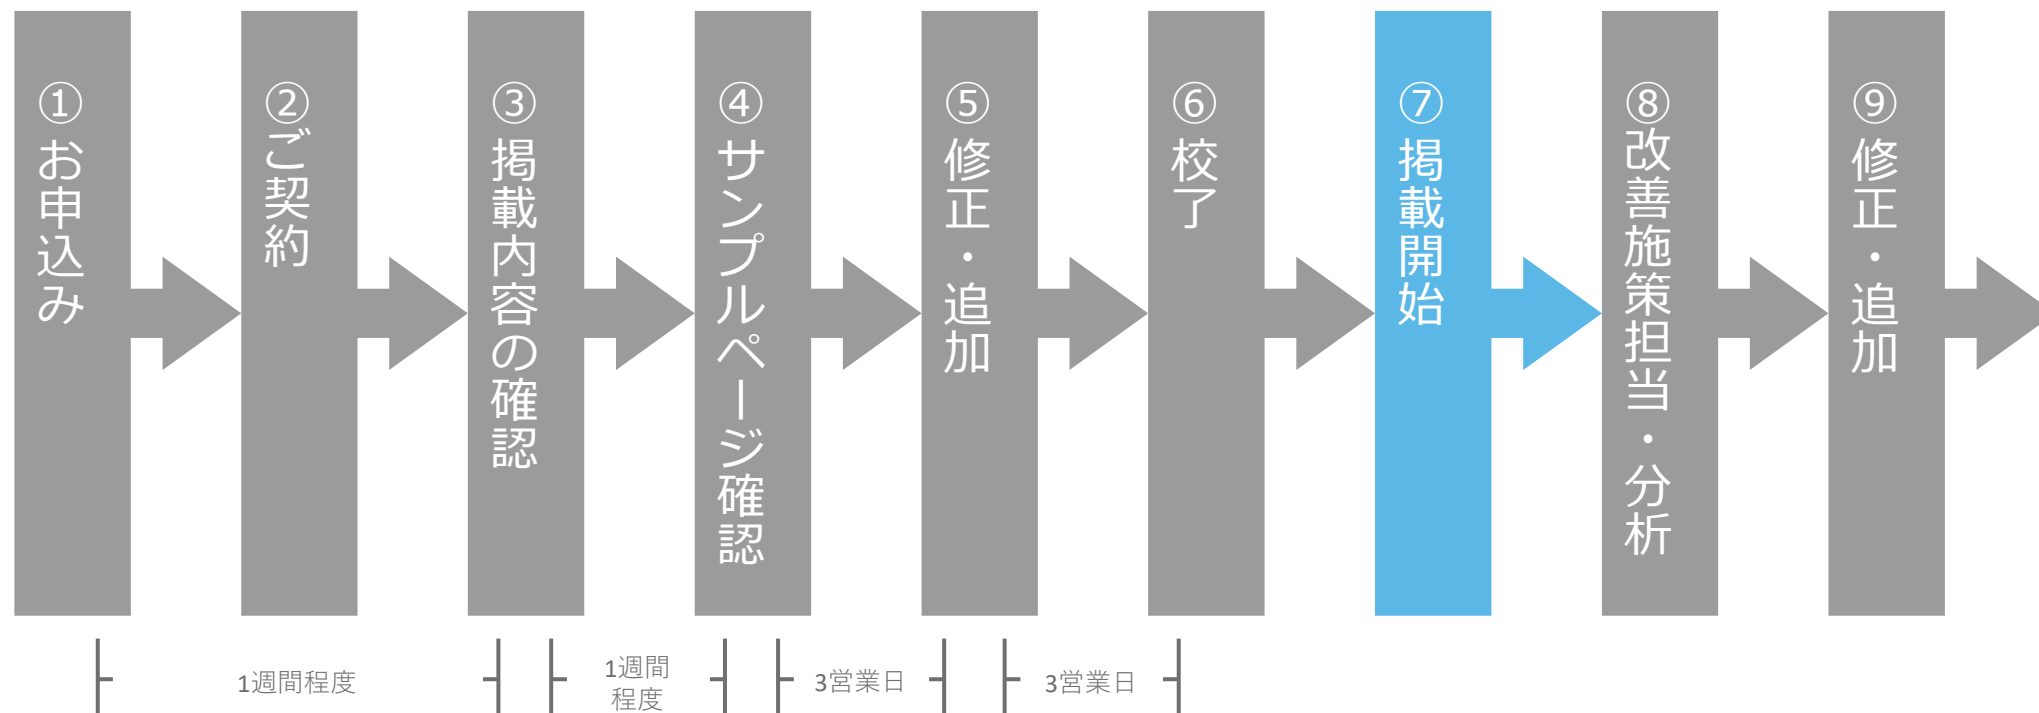 ①お申込み
②ご契約
③掲載内容の確認
④サンプルページ確認
⑤修正・追加
⑥校了
⑦掲載開始
⑧改善施策担当・分析
⑨修正・追加
1週間程度
1週間
程度
3営業日
3営業日